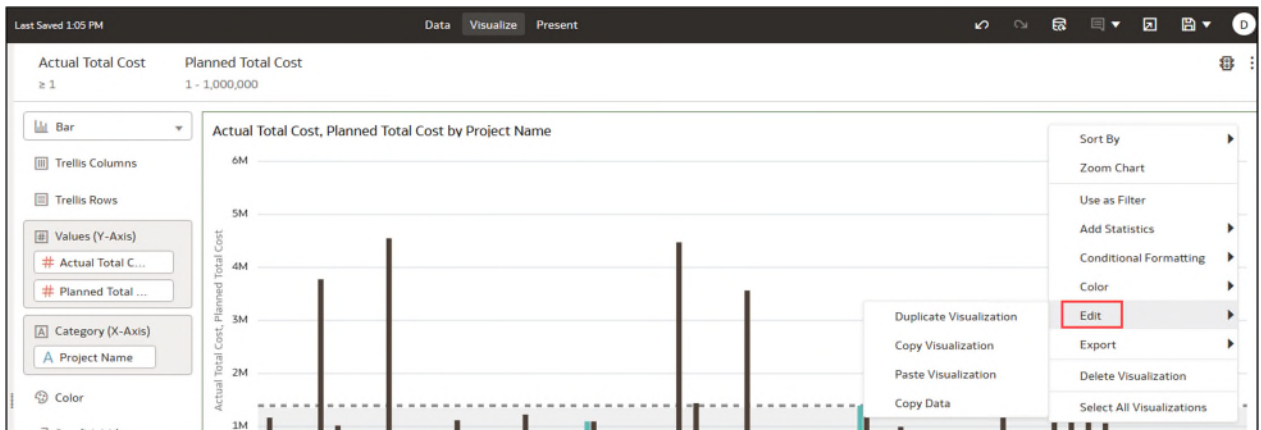 Last Saved 1:05 PM
Data Visualize Present
D
Actual Total Cost Planned Total Cost
≥ 1 1 - 1,000,000
Bar
Trellis Columns
Trellis Rows
Values (Y-Axis)
# Actual Total C...
# Planned Total ...
Category (X-Axis)
A Project Name
Color
Actual Total Cost, Planned Total Cost by Project Name
Actual Total Cost, Planned Total Cost
6M
5M
4M
3M
2M
1M
Sort By
Zoom Chart
Use as Filter
Add Statistics
Conditional Formatting
Color
Edit
Export
Delete Visualization
Select All Visualizations
Duplicate Visualization
Copy Visualization
Paste Visualization
Copy Data